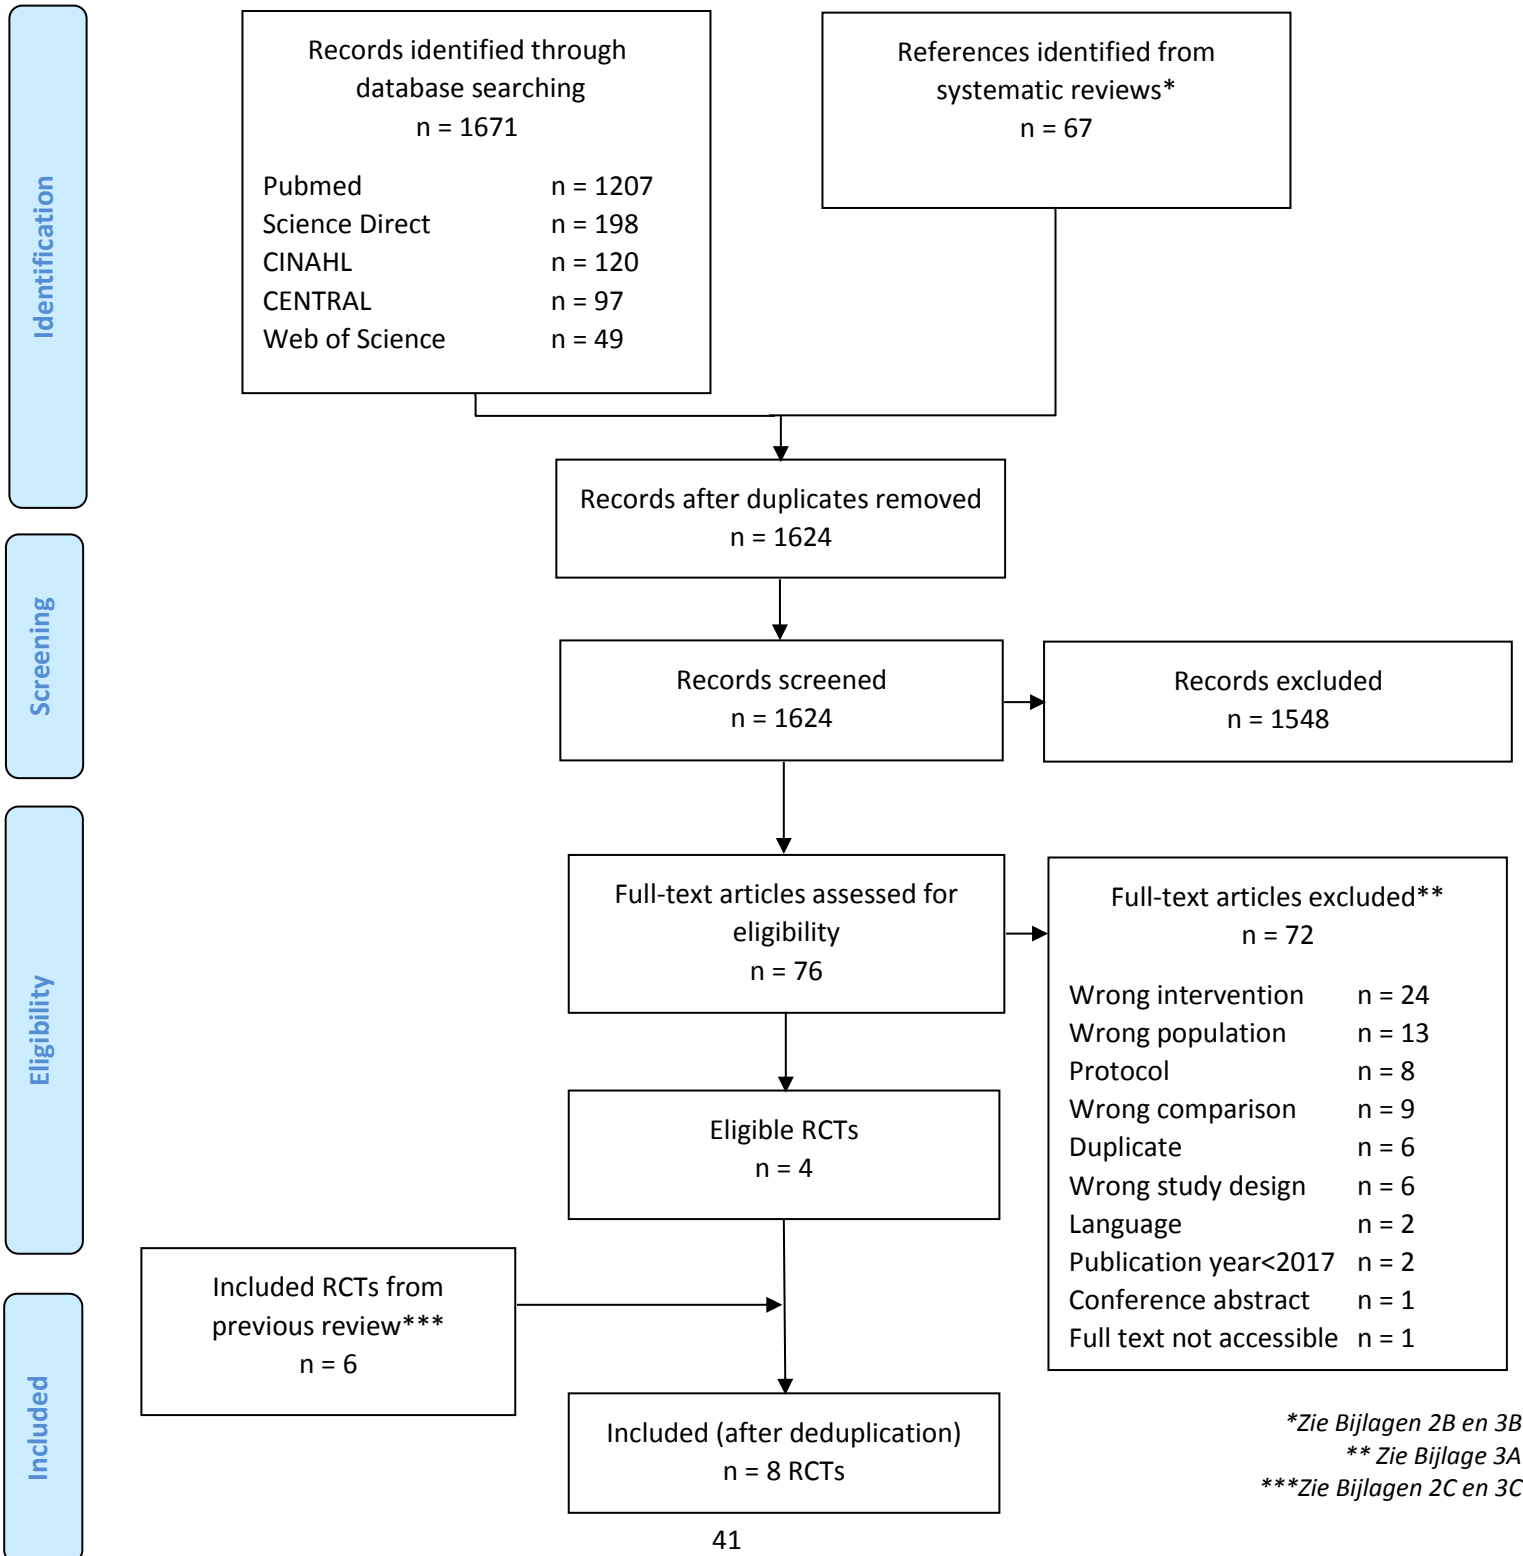 Identification
Records identified through
database searching
n = 1671
Pubmed n = 1207
Science Direct n = 198
CINAHL n = 120
CENTRAL n = 97
Web of Science n = 49
References identified from
systematic reviews*
n = 67
Records after duplicates removed
n = 1624
Screening
Records screened
n = 1624
Records excluded
n = 1548
Eligibility
Full-text articles assessed for
eligibility
n = 76
Full-text articles excluded**
n = 72
Wrong intervention n = 24
Wrong population n = 13
Protocol n = 8
Wrong comparison n = 9
Duplicate n = 6
Wrong study design n = 6
Language n = 2
Publication year<2017 n = 2
Conference abstract n = 1
Full text not accessible n = 1
Eligible RCTs
n = 4
Included RCTs from
previous review***
n = 6
Included
Included (after deduplication)
n = 8 RCTs
*Zie Bijlagen 2B en 3B
** Zie Bijlage 3A
***Zie Bijlagen 2C en 3C
41